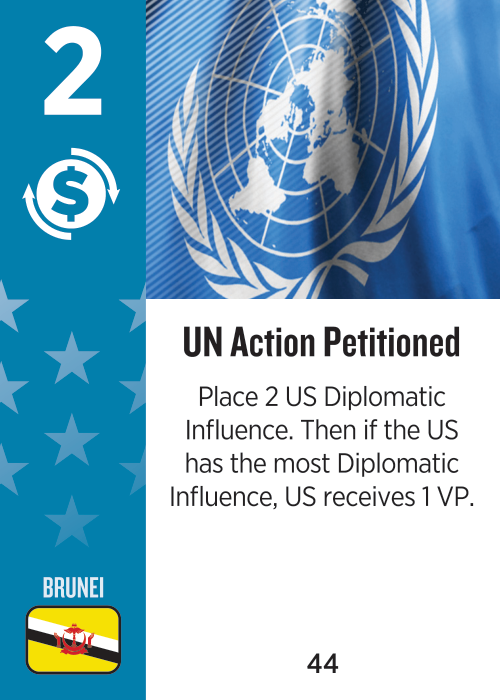 2
$
UN Action Petitioned
Place 2 US Diplomatic
Influence. Then if the US
has the most Diplomatic
Influence, US receives 1 VP.
BRUNEI
44